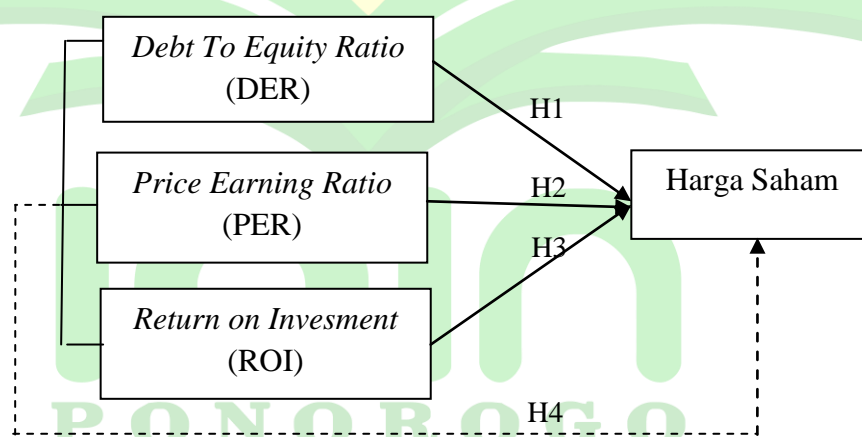 Debt To Equity Ratio
(DER)
H1
Price Earning Ratio
(PER)
H2
Harga Saham
H3
Return on Invesment
(ROI)
H4
PONOROGO